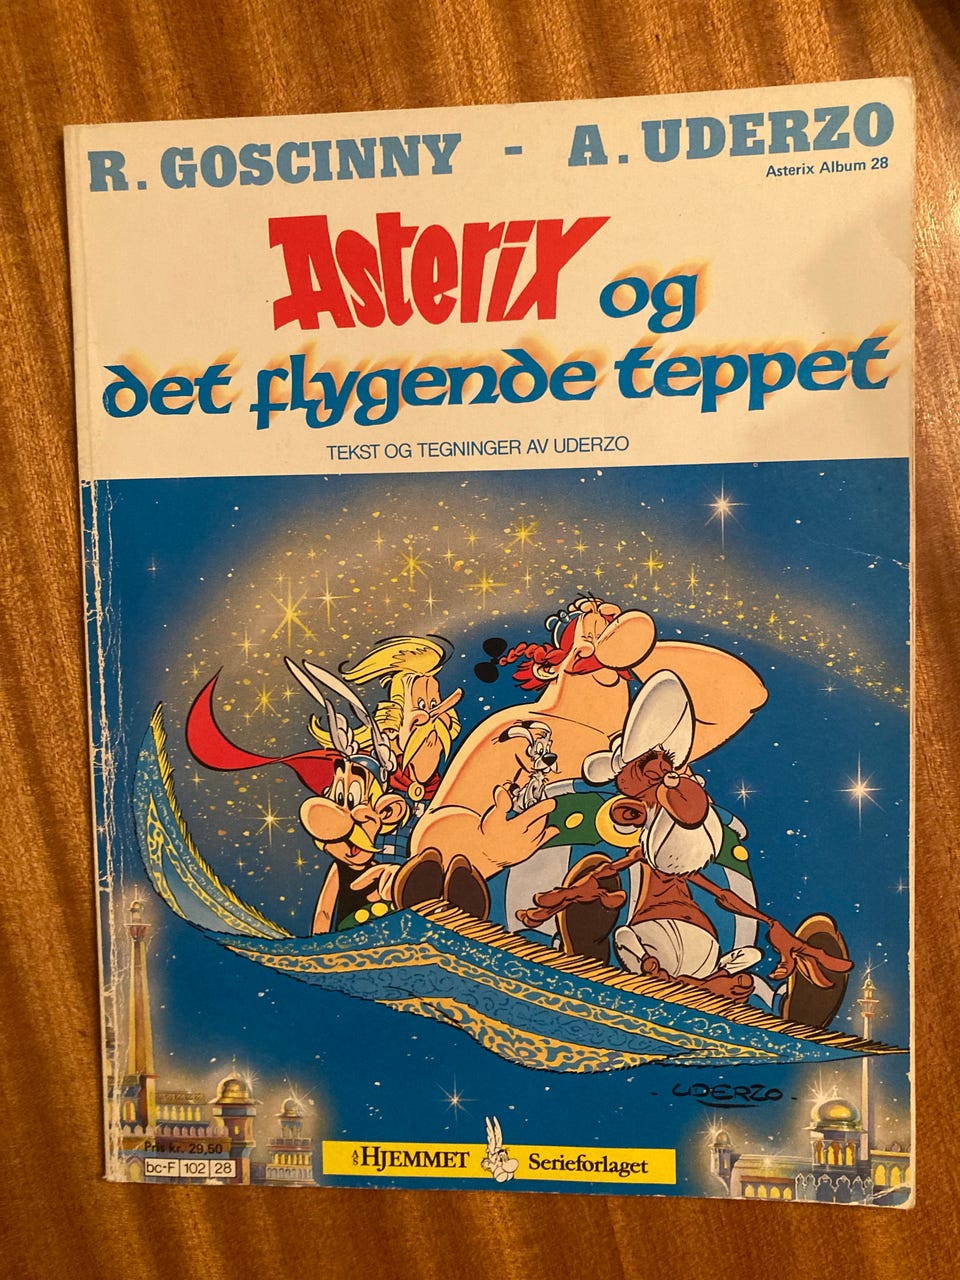 R. GOSCINNY - A. UDERZO
Asterix Album 28
Asterix og
det flygende teppet
TEKST OG TEGNINGER AV UDERZO
- UDERZO -
Pris kr. 29,50
bc-F 102 28
A/S HJEMMET Serieforlaget